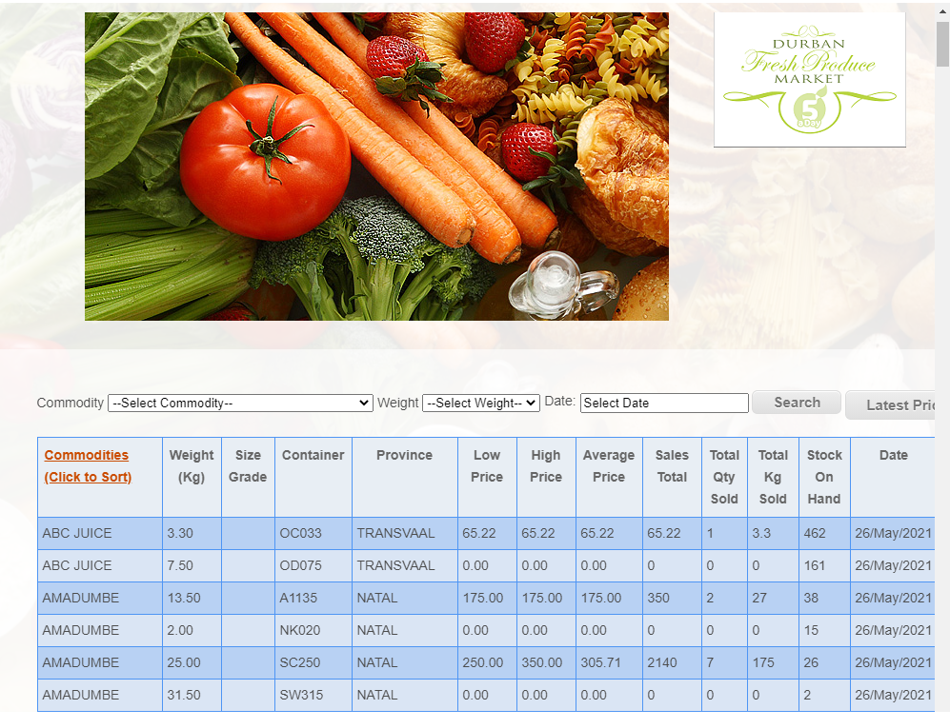 DURBAN
Fresh Produce
MARKET
5
a Day
Commodity --Select Commodity-- Weight --Select Weight-- Date: Select Date Search Latest Pric
Commodities (Click to Sort) Weight (Kg) Size Grade Container Province Low Price High Price Average Price Sales Total Total Qty Sold Total Kg Sold Stock On Hand Date
ABC JUICE 3.30 OC033 TRANSVAAL 65.22 65.22 65.22 65.22 1 3.3 462 26/May/2021
ABC JUICE 7.50 OD075 TRANSVAAL 0.00 0.00 0.00 0 0 0 161 26/May/2021
AMADUMBE 13.50 A1135 NATAL 175.00 175.00 175.00 350 2 27 38 26/May/2021
AMADUMBE 2.00 NK020 NATAL 0.00 0.00 0.00 0 0 0 15 26/May/2021
AMADUMBE 25.00 SC250 NATAL 250.00 350.00 305.71 2140 7 175 26 26/May/2021
AMADUMBE 31.50 SW315 NATAL 0.00 0.00 0.00 0 0 0 2 26/May/2021